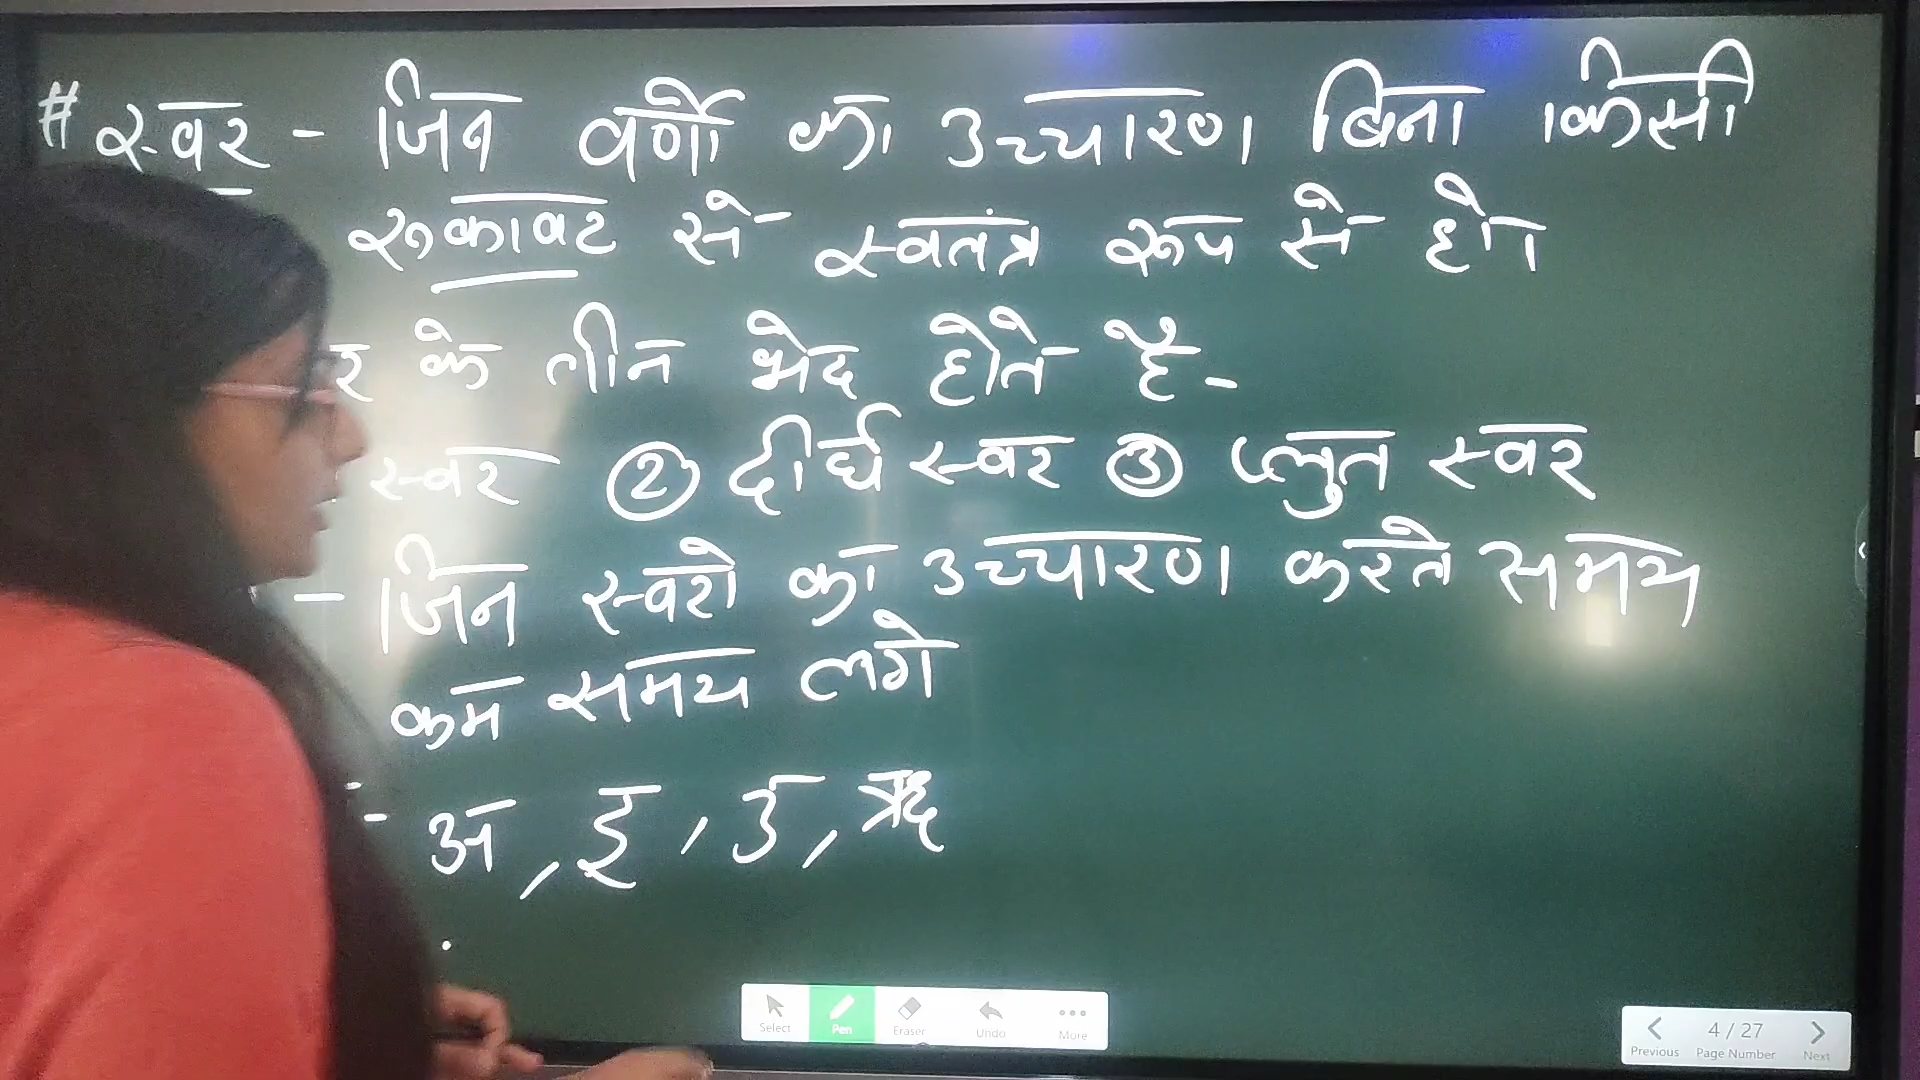 # स्वर - जिन वर्णो का उच्चारण बिना किसी
रूकावट से स्वतंत्र रूप से हो
र के तीन भेद होते है-
स्वर ② दीर्घ स्वर ③ प्लुत स्वर
- जिन स्वरो का उच्चारण करते समय
कम समय लगे
- अ, इ, उ, ऋ
Select Pen Eraser Undo More
4 / 27
Previous Page Number Next